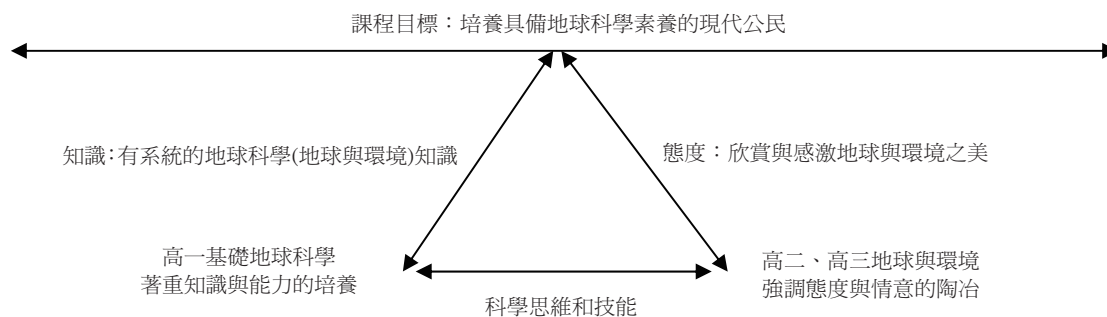 課程目標：培養具備地球科學素養的現代公民
知識:有系統的地球科學(地球與環境)知識
態度：欣賞與感激地球與環境之美
高一基礎地球科學
著重知識與能力的培養
高二、高三地球與環境
強調態度與情意的陶冶
科學思維和技能